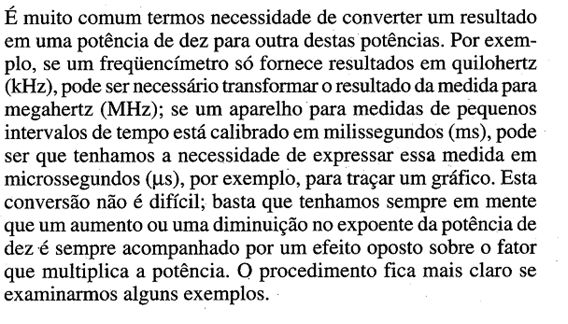 É muito comum termos necessidade de converter um resultado
em uma potência de dez para outra destas potências. Por exem-
plo, se um freqüencímetro só fornece resultados em quilohertz
(kHz), pode ser necessário transformar o resultado da medida para
megahertz (MHz); se um aparelho para medidas de pequenos
intervalos de tempo está calibrado em milissegundos (ms), pode
ser que tenhamos a necessidade de expressar essa medida em
microssegundos (μs), por exemplo, para traçar um gráfico. Esta
conversão não é difícil; basta que tenhamos sempre em mente
que um aumento ou uma diminuição no expoente da potência de
dez é sempre acompanhado por um efeito oposto sobre o fator
que multiplica a potência. O procedimento fica mais claro se
examinarmos alguns exemplos.